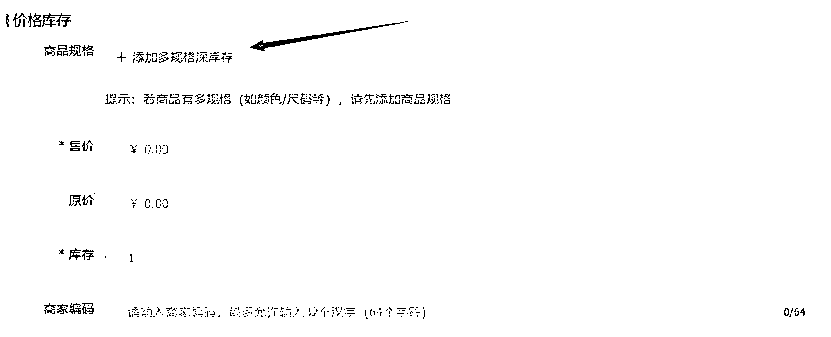 价格库存
商品规格
+ 添加多规格深库存
提示：若商品有多规格（如颜色/尺码等），请先添加商品规格
* 售价
¥ 0.00
原价
¥ 0.00
* 库存
1
商家编码
请输入商家编码，最多允许输入 个汉字（64个字符）
0/64